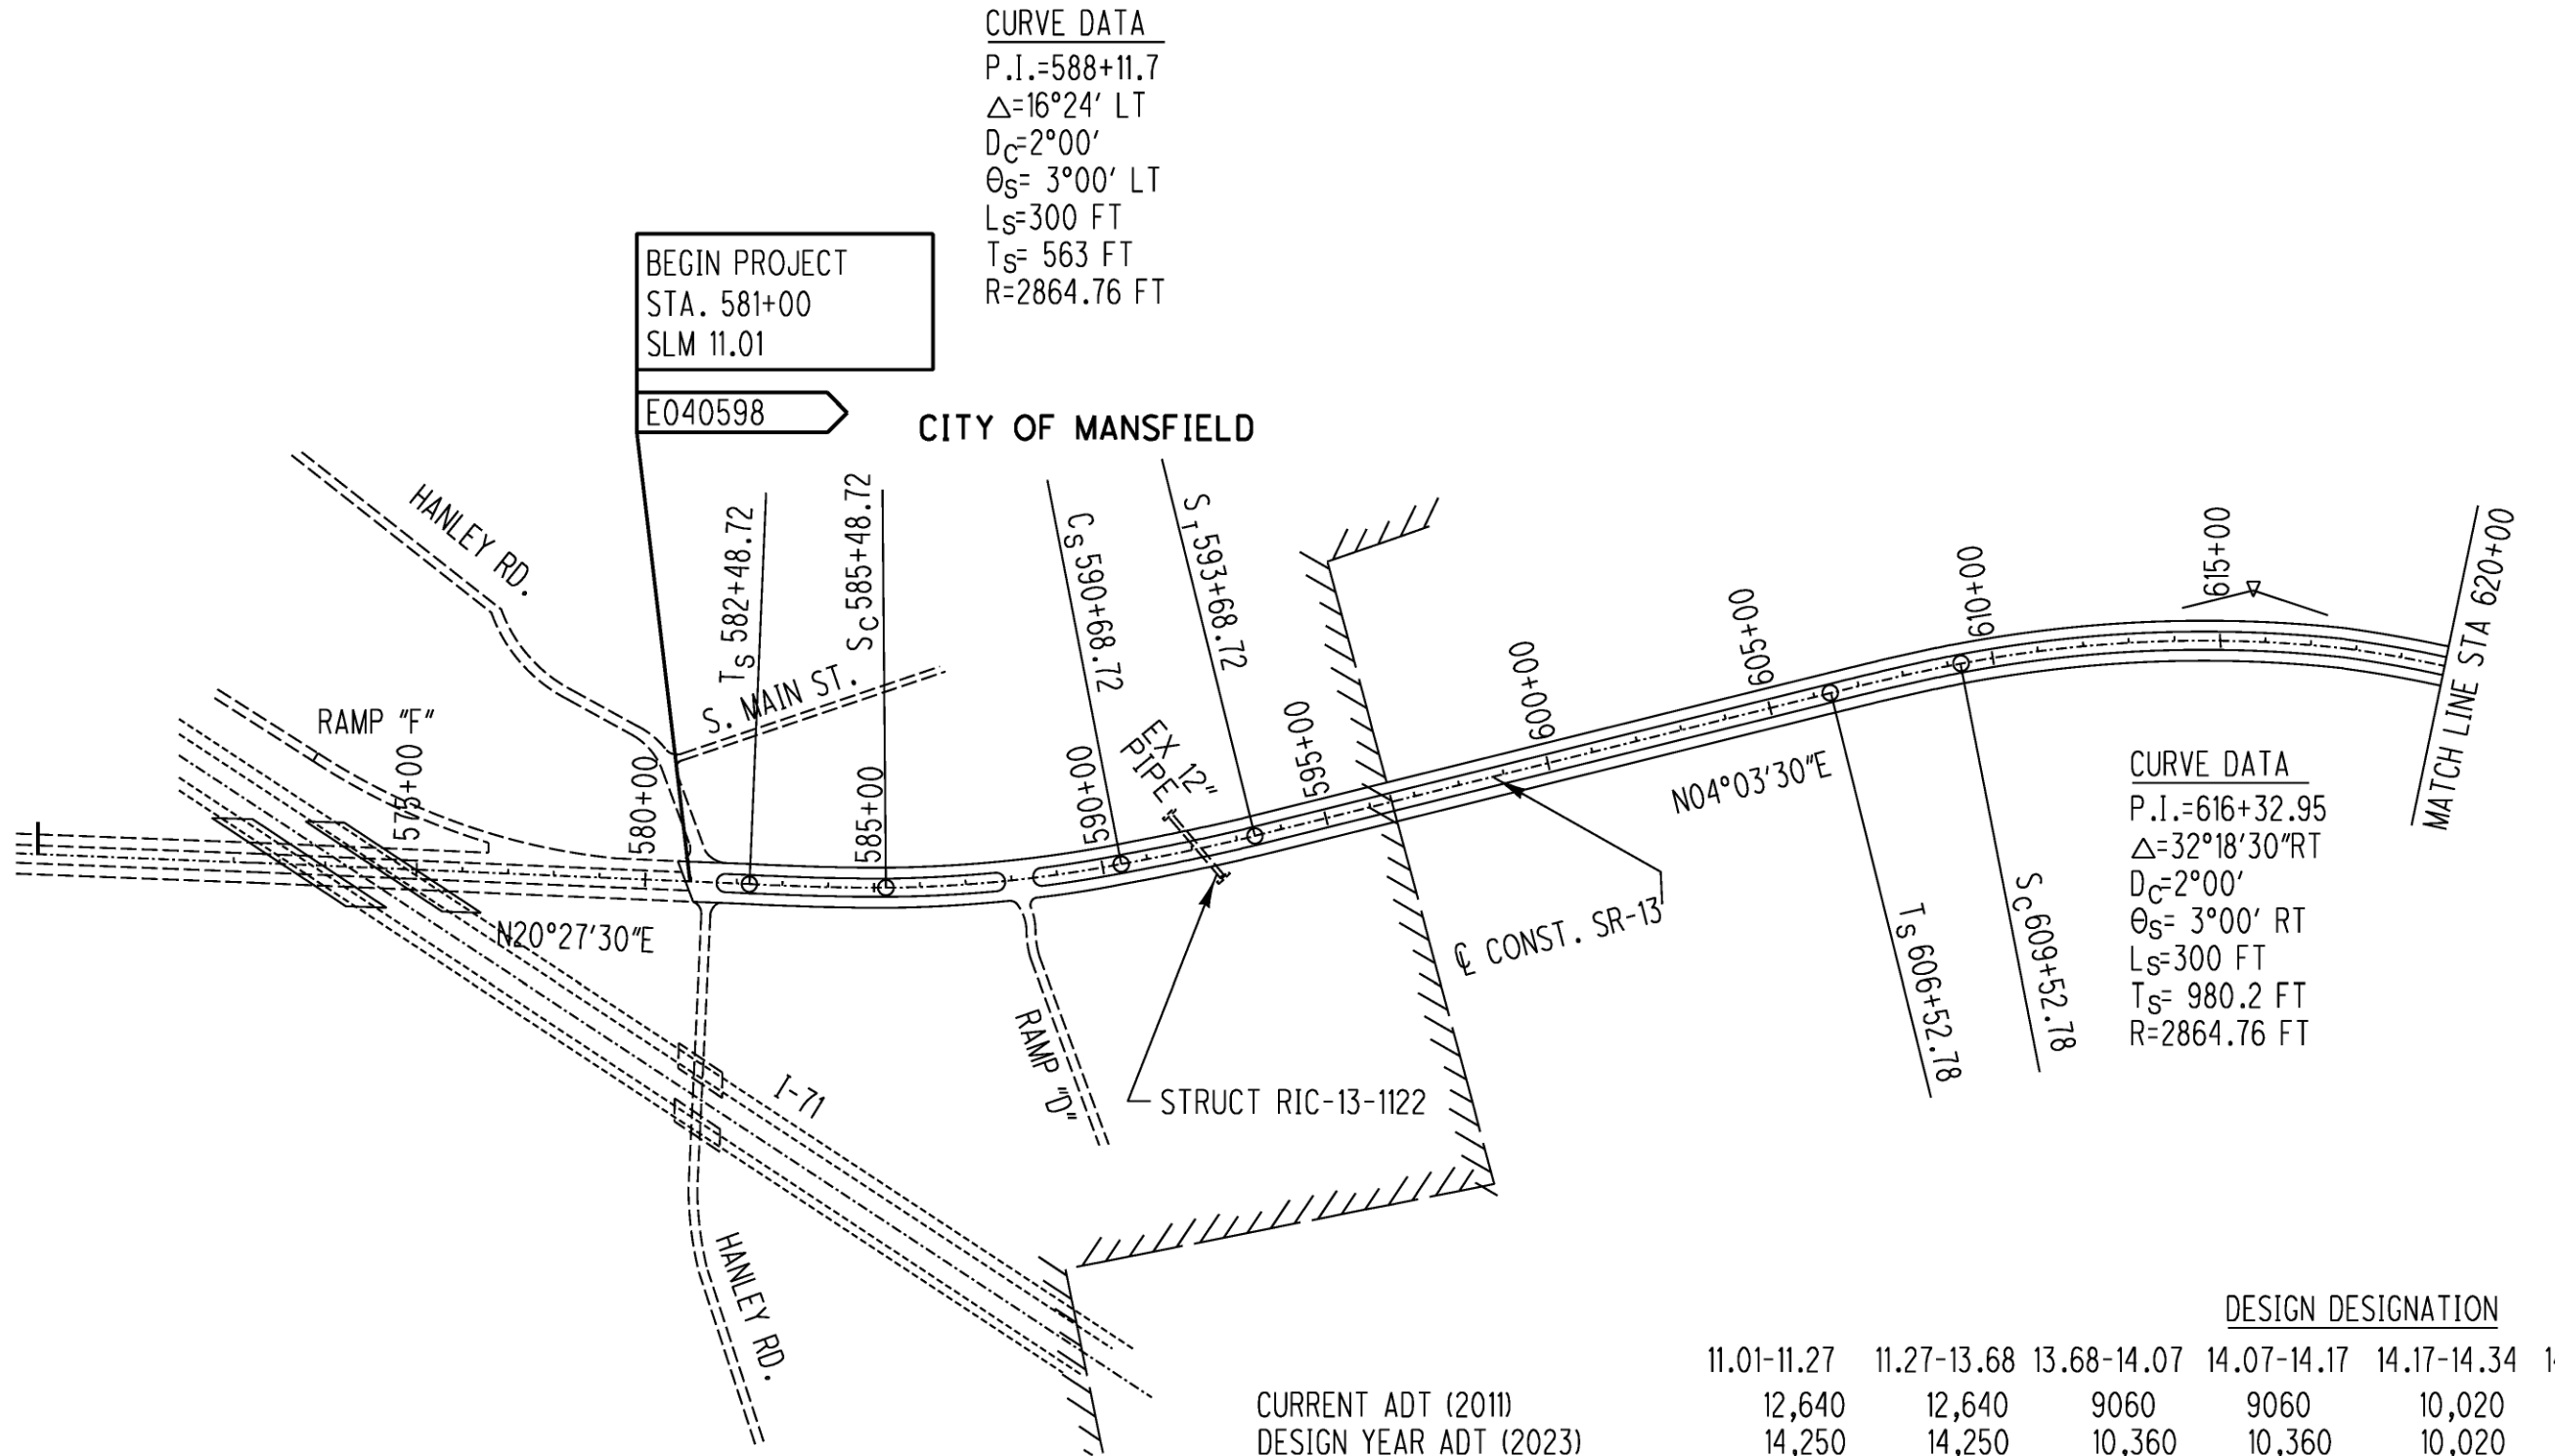 CURVE DATA
P.I.=588+11.7
△=16°24' LT
Dc=2°00'
θs= 3°00' LT
Ls=300 FT
Ts= 563 FT
R=2864.76 FT
BEGIN PROJECT
STA. 581+00
SLM 11.01
E040598
CITY OF MANSFIELD
HANLEY RD.
Ts 582+48.72
Sc 585+48.72
Cs 590+68.72
ST 593+68.72
S. MAIN ST.
RAMP "F"
575+00
580+00
585+00
590+00
EX 12"
PIPE
595+00
600+00
605+00
610+00
615+00
MATCH LINE STA 620+00
N20°27'30"E
N04°03'30"E
℄ CONST. SR-13
CURVE DATA
P.I.=616+32.95
△=32°18'30"RT
Dc=2°00'
θs= 3°00' RT
Ls=300 FT
Ts= 980.2 FT
R=2864.76 FT
Ts 606+52.78
Sc 609+52.78
RAMP "D"
STRUCT RIC-13-1122
I-71
HANLEY RD.
DESIGN DESIGNATION
11.01-11.27 11.27-13.68 13.68-14.07 14.07-14.17 14.17-14.34
CURRENT ADT (2011) 12,640 12,640 9060 9060 10,020
DESIGN YEAR ADT (2023) 14,250 14,250 10,360 10,360 10,020